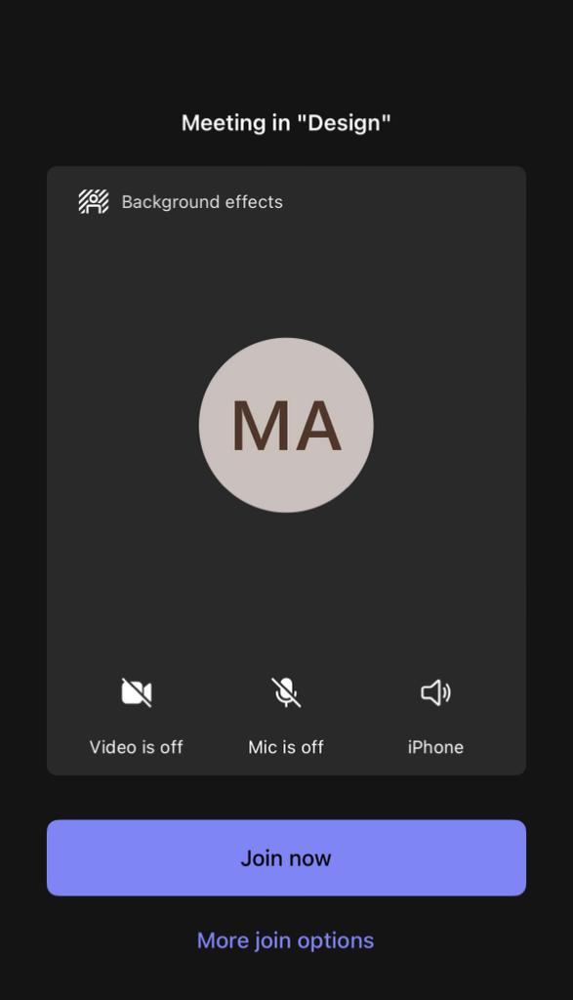 Meeting in "Design"
Background effects
MA
Video is off
Mic is off
iPhone
Join now
More join options